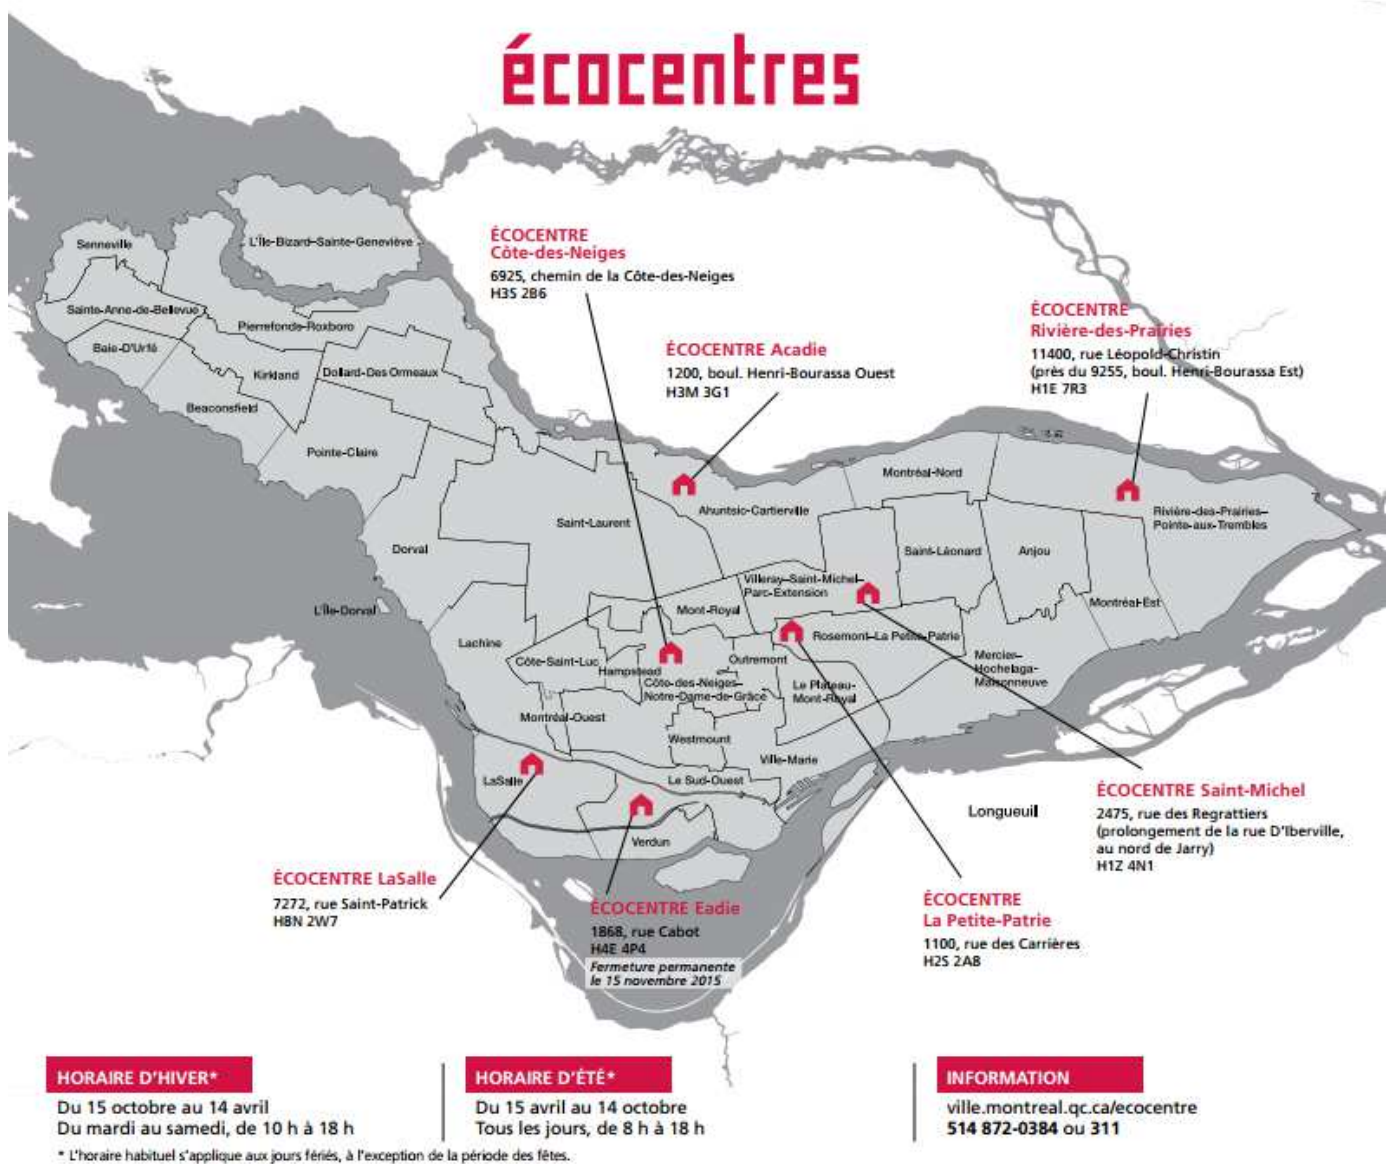 écocentres
ÉCOCENTRE
Côte-des-Neiges
6925, chemin de la Côte-des-Neiges
H3S 2B6
ÉCOCENTRE Acadie
1200, boul. Henri-Bourassa Ouest
H3M 3G1
ÉCOCENTRE
Rivière-des-Prairies
11400, rue Léopold-Christin
(près du 9255, boul. Henri-Bourassa Est)
H1E 7R3
Senneville
L'Île-Bizard-Sainte-Geneviève
Sainte-Anne-de-Bellevue
Pierrefonds-Roxboro
Baie-D'Urfé
Kirkland
Dollard-Des Ormeaux
Beaconsfield
Pointe-Claire
Montréal-Nord
Ahuntsic-Cartierville
Rivière-des-Prairies–
Pointe-aux-Trembles
Saint-Laurent
Dorval
Saint-Léonard
Anjou
Villeray–Saint-Michel–
Parc-Extension
Montréal-Est
L'Île-Dorval
Mont-Royal
Lachine
Rosemont–La Petite-Patrie
Côte-Saint-Luc
Hampstead
Outremont
Mercier–
Hochelaga-
Maisonneuve
Côte-des-Neiges–
Notre-Dame-de-Grâce
Le Plateau-
Mont-Royal
Montréal-Ouest
Westmount
Ville-Marie
LaSalle
Le Sud-Ouest
Verdun
Longueuil
ÉCOCENTRE Saint-Michel
2475, rue des Regrattiers
(prolongement de la rue D'Iberville,
au nord de Jarry)
H1Z 4N1
ÉCOCENTRE LaSalle
7272, rue Saint-Patrick
H8N 2W7
ÉCOCENTRE Eadie
1868, rue Cabot
H4E 4P4
Fermeture permanente
le 15 novembre 2015
ÉCOCENTRE
La Petite-Patrie
1100, rue des Carrières
H2S 2A8
HORAIRE D'HIVER*
Du 15 octobre au 14 avril
Du mardi au samedi, de 10 h à 18 h
HORAIRE D'ÉTÉ*
Du 15 avril au 14 octobre
Tous les jours, de 8 h à 18 h
INFORMATION
ville.montreal.qc.ca/ecocentre
514 872-0384 ou 311
* L'horaire habituel s'applique aux jours fériés, à l'exception de la période des fêtes.